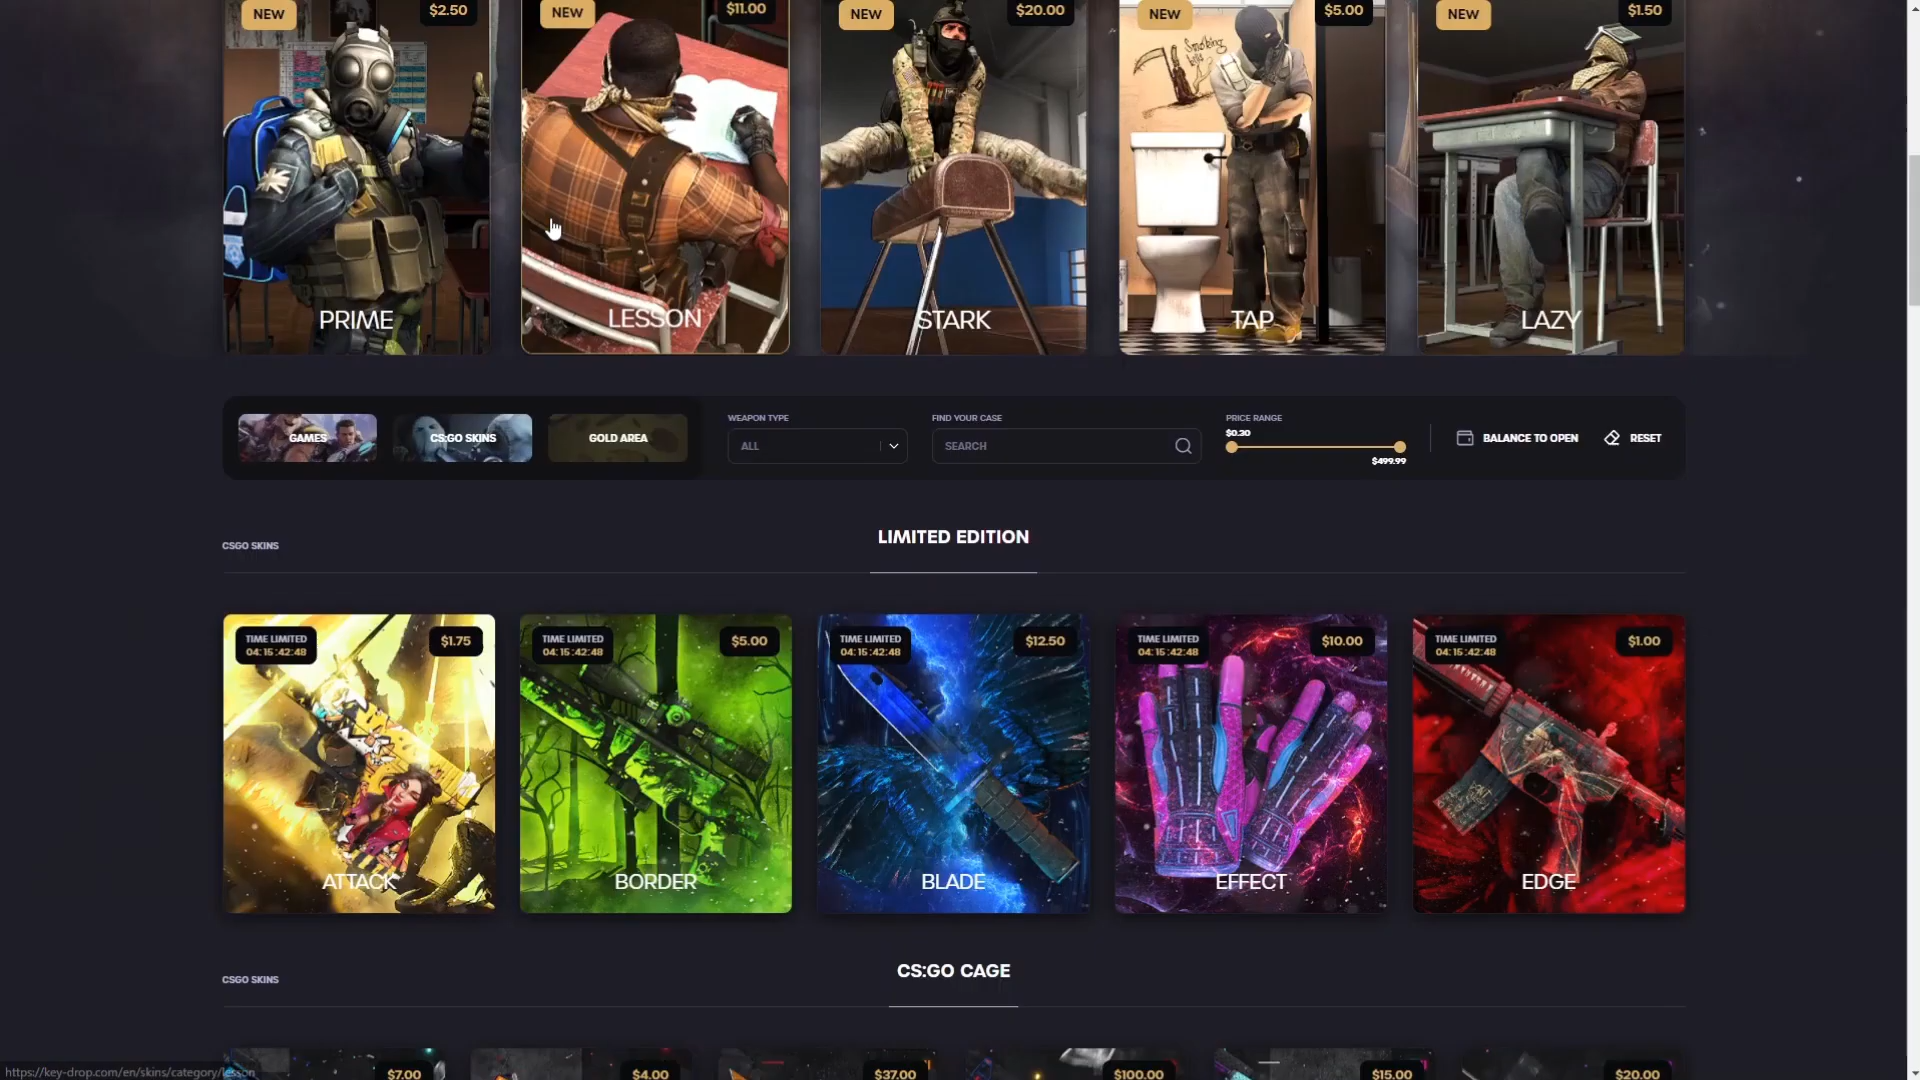 NEW
$2.50
NEW
$11.00
NEW
$20.00
NEW
$5.00
NEW
$1.50
Smoking
PRIME
LESSON
STARK
TAP
LAZY
GAMES
CS:GO SKINS
GOLD AREA
WEAPON TYPE
ALL
FIND YOUR CASE
SEARCH
PRICE RANGE
$0.30
$499.99
BALANCE TO OPEN
RESET
CSGO SKINS
LIMITED EDITION
TIME LIMITED
04:15:42:48
$1.75
TIME LIMITED
04:15:42:48
$5.00
TIME LIMITED
04:15:42:48
$12.50
TIME LIMITED
04:15:42:48
$10.00
TIME LIMITED
04:15:42:48
$1.00
ATTACK
BORDER
BLADE
EFFECT
EDGE
CSGO SKINS
CS:GO CAGE
$7.00
$4.00
$37.00
$100.00
$15.00
$20.00
https://key-drop.com/en/skins/category/lesson